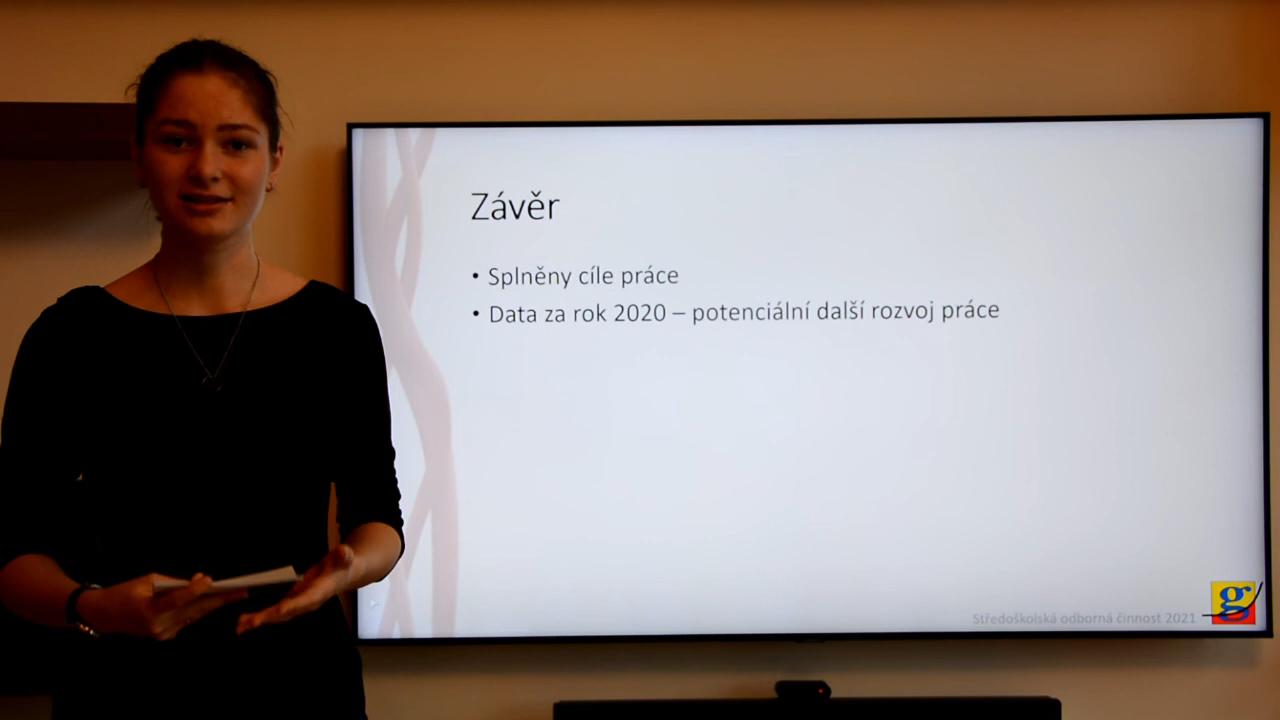 Závěr
• Splněny cíle práce
• Data za rok 2020 – potenciální další rozvoj práce
Středoškolská odborná činnost 2021
g